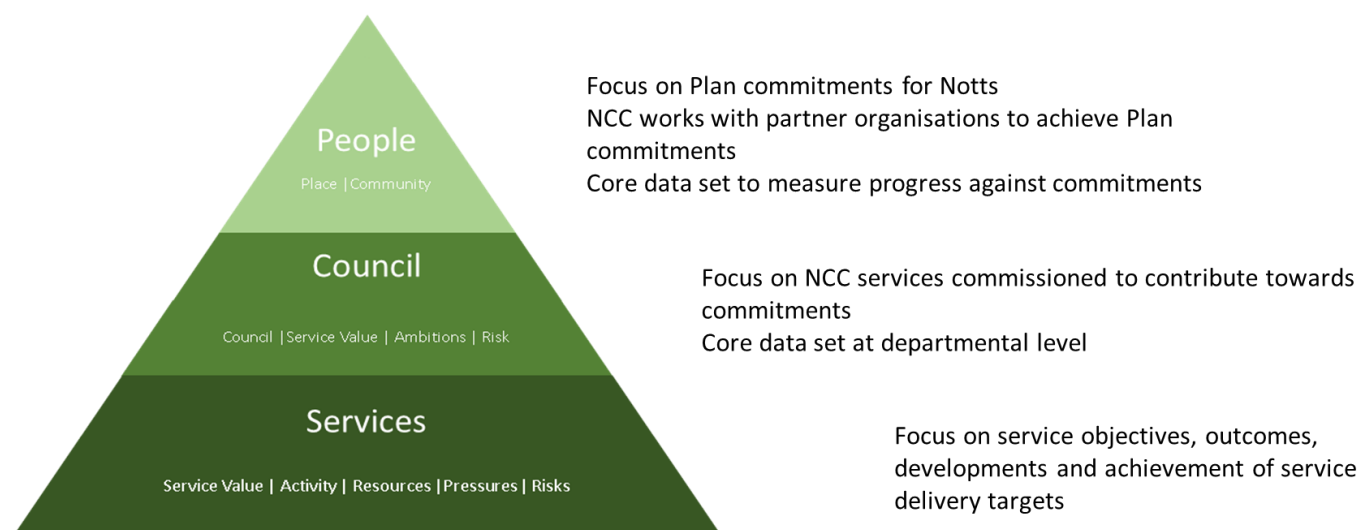 People
Place |Community
Focus on Plan commitments for Notts
NCC works with partner organisations to achieve Plan
commitments
Core data set to measure progress against commitments
Council
Council |Service Value | Ambitions | Risk
Focus on NCC services commissioned to contribute towards
commitments
Core data set at departmental level
Services
Service Value | Activity | Resources |Pressures | Risks
Focus on service objectives, outcomes,
developments and achievement of service
delivery targets